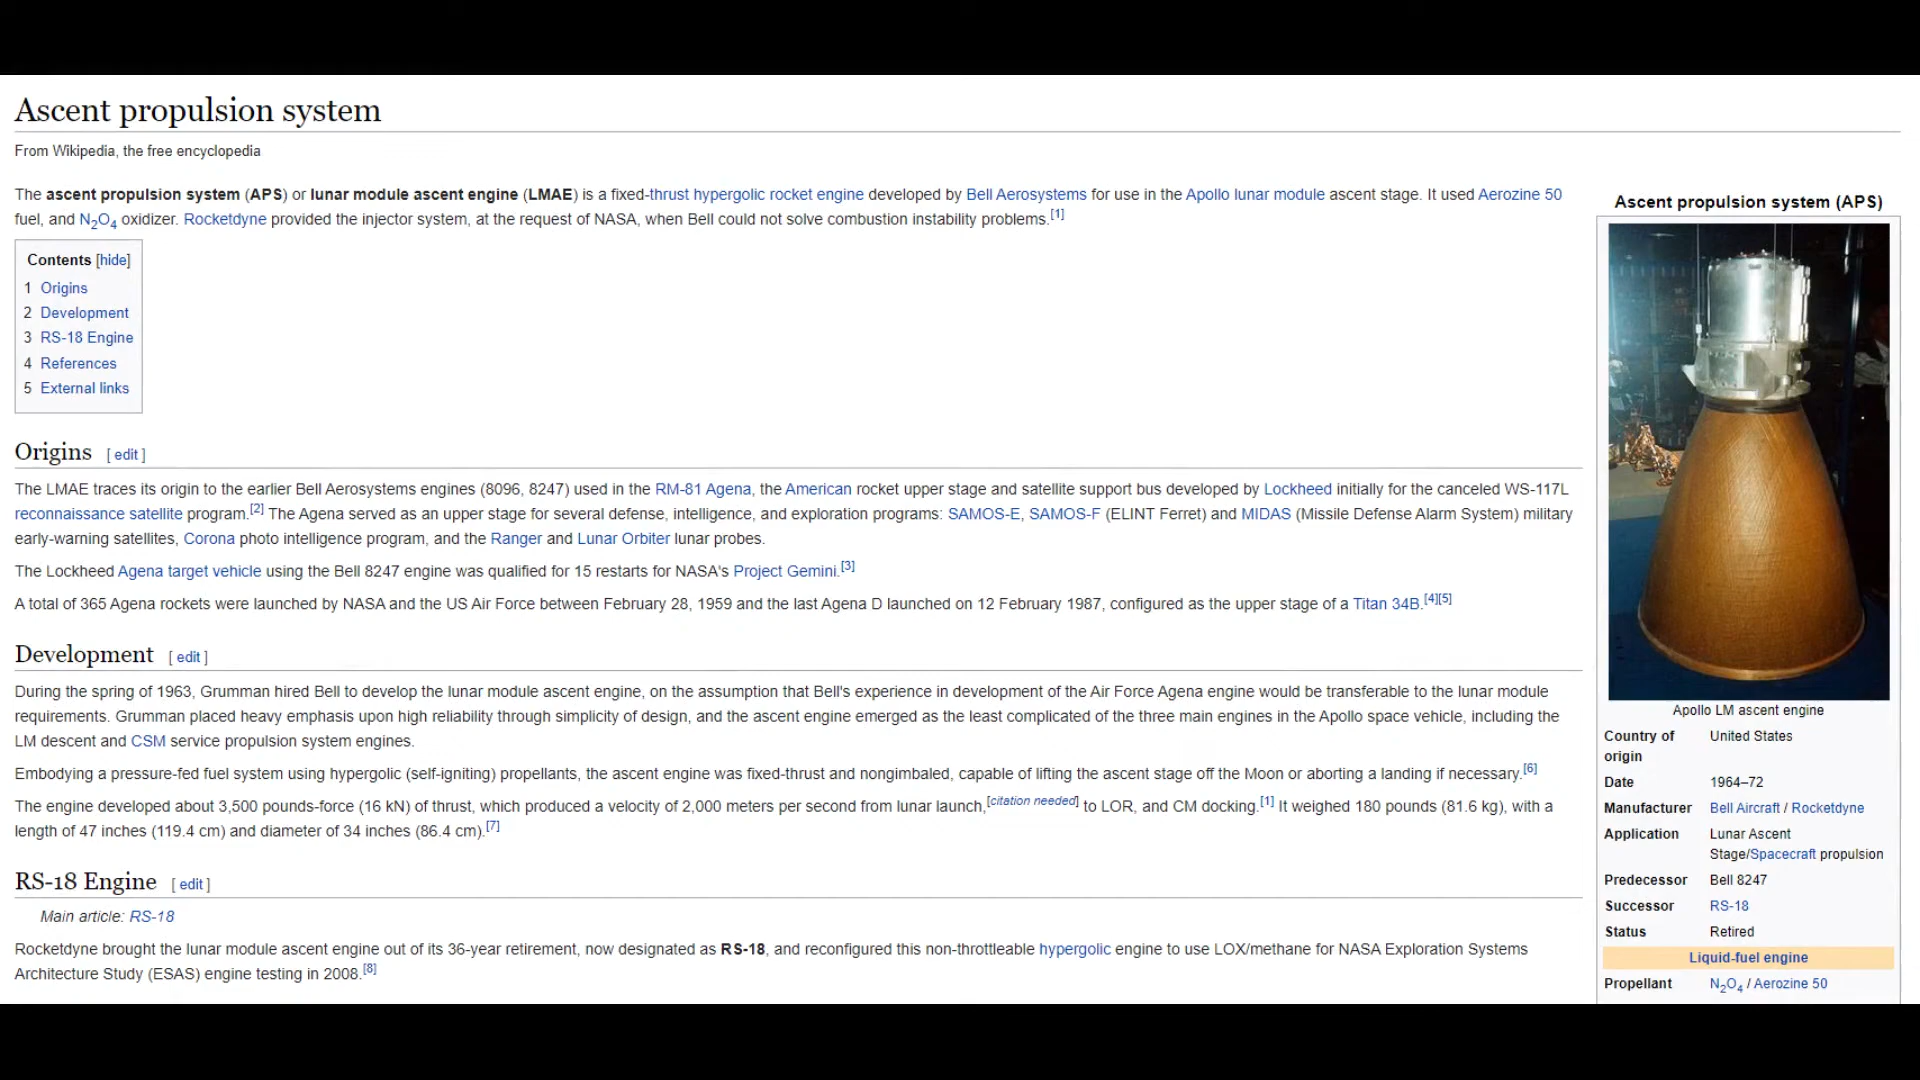 Ascent propulsion system
From Wikipedia, the free encyclopedia
The ascent propulsion system (APS) or lunar module ascent engine (LMAE) is a fixed-thrust hypergolic rocket engine developed by Bell Aerosystems for use in the Apollo lunar module ascent stage. It used Aerozine 50
fuel, and N2O4 oxidizer. Rocketdyne provided the injector system, at the request of NASA, when Bell could not solve combustion instability problems.[1]
Contents [hide]
1 Origins
2 Development
3 RS-18 Engine
4 References
5 External links
Origins [ edit ]
The LMAE traces its origin to the earlier Bell Aerosystems engines (8096, 8247) used in the RM-81 Agena, the American rocket upper stage and satellite support bus developed by Lockheed initially for the canceled WS-117L
reconnaissance satellite program.[2] The Agena served as an upper stage for several defense, intelligence, and exploration programs: SAMOS-E, SAMOS-F (ELINT Ferret) and MIDAS (Missile Defense Alarm System) military
early-warning satellites, Corona photo intelligence program, and the Ranger and Lunar Orbiter lunar probes.
The Lockheed Agena target vehicle using the Bell 8247 engine was qualified for 15 restarts for NASA's Project Gemini.[3]
A total of 365 Agena rockets were launched by NASA and the US Air Force between February 28, 1959 and the last Agena D launched on 12 February 1987, configured as the upper stage of a Titan 34B.[4][5]
Development [ edit ]
During the spring of 1963, Grumman hired Bell to develop the lunar module ascent engine, on the assumption that Bell's experience in development of the Air Force Agena engine would be transferable to the lunar module
requirements. Grumman placed heavy emphasis upon high reliability through simplicity of design, and the ascent engine emerged as the least complicated of the three main engines in the Apollo space vehicle, including the
LM descent and CSM service propulsion system engines.
Embodying a pressure-fed fuel system using hypergolic (self-igniting) propellants, the ascent engine was fixed-thrust and nongimbaled, capable of lifting the ascent stage off the Moon or aborting a landing if necessary.[6]
The engine developed about 3,500 pounds-force (16 kN) of thrust, which produced a velocity of 2,000 meters per second from lunar launch,[citation needed] to LOR, and CM docking.[1] It weighed 180 pounds (81.6 kg), with a
length of 47 inches (119.4 cm) and diameter of 34 inches (86.4 cm).[7]
RS-18 Engine [ edit ]
Main article: RS-18
Rocketdyne brought the lunar module ascent engine out of its 36-year retirement, now designated as RS-18, and reconfigured this non-throttleable hypergolic engine to use LOX/methane for NASA Exploration Systems
Architecture Study (ESAS) engine testing in 2008.[8]
Ascent propulsion system (APS)
Apollo LM ascent engine
Country of United States
origin
Date 1964–72
Manufacturer Bell Aircraft / Rocketdyne
Application Lunar Ascent
Stage/Spacecraft propulsion
Predecessor Bell 8247
Successor RS-18
Status Retired
Liquid-fuel engine
Propellant N2O4 / Aerozine 50